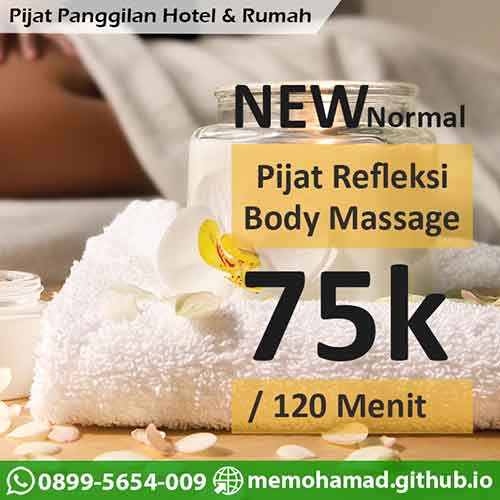 Pijat Panggilan Hotel & Rumah
NEW Normal
Pijat Refleksi
Body Massage
75k
/ 120 Menit
0899-5654-009 memohamad.github.io